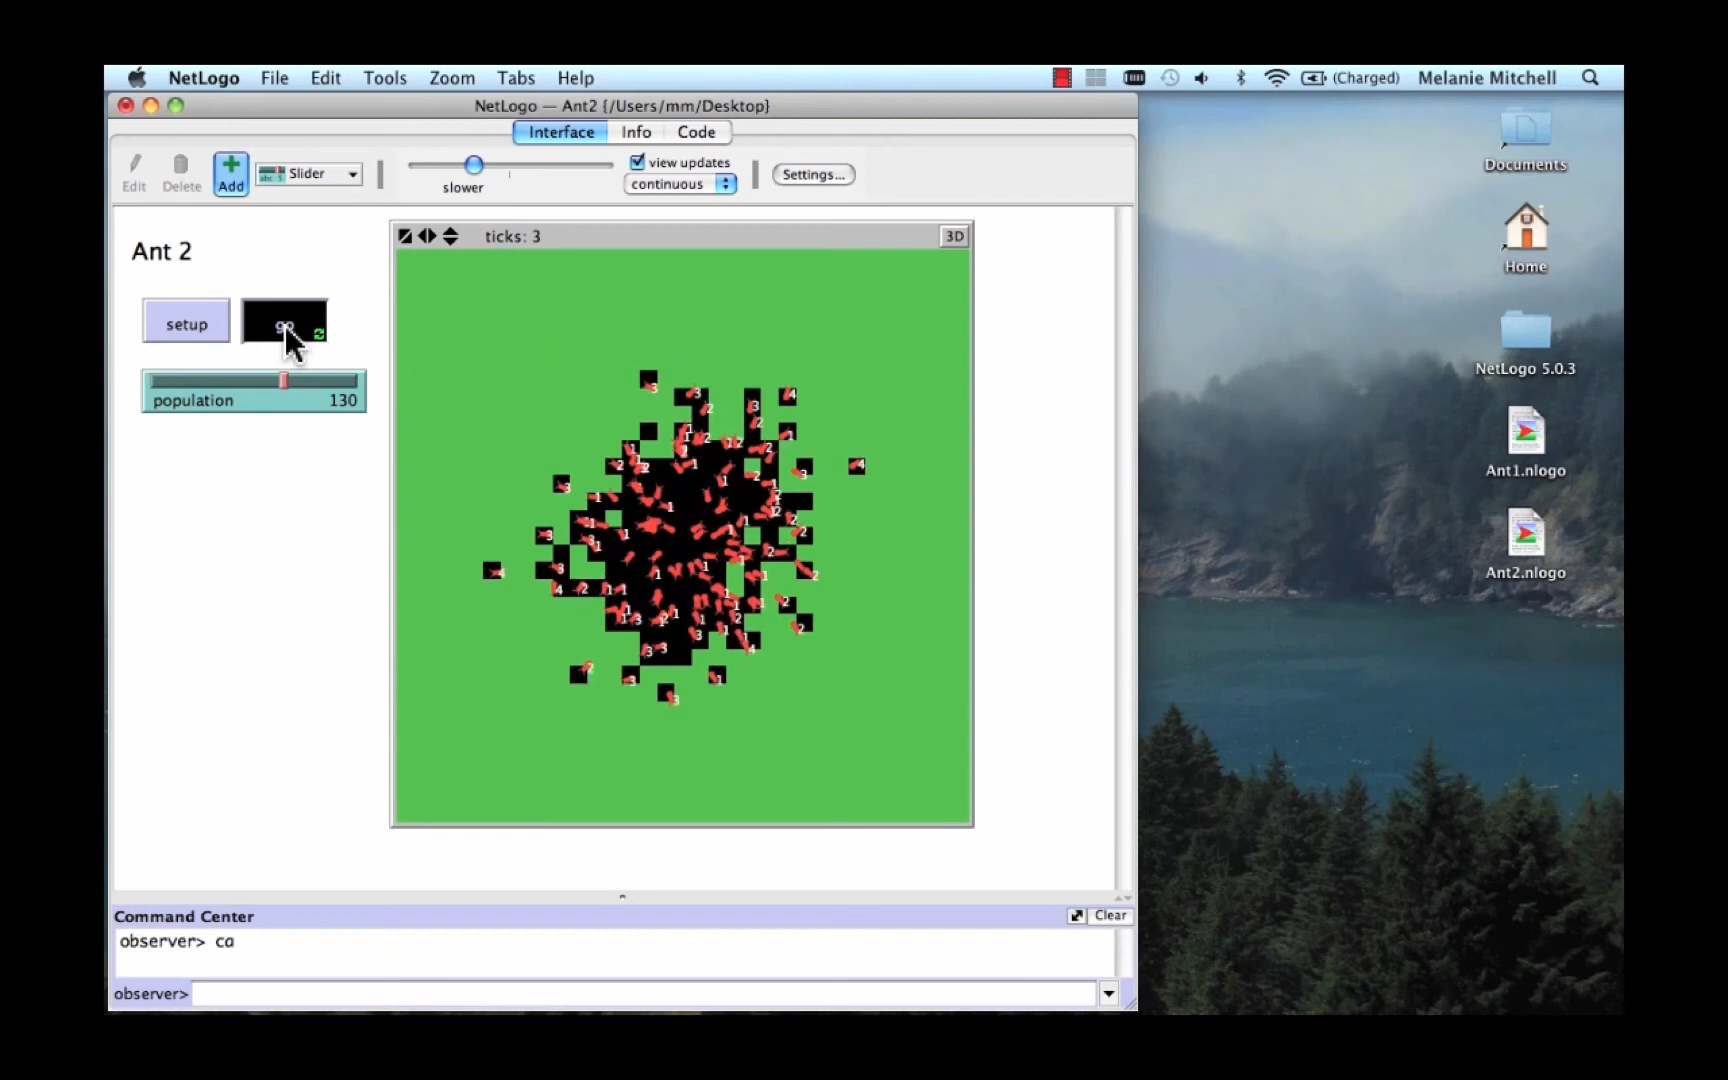 NetLogo File Edit Tools Zoom Tabs Help (Charged) Melanie Mitchell
NetLogo — Ant2 {/Users/mm/Desktop}
Interface Info Code
Edit Delete Add Slider slower view updates
continuous Settings...
Ant 2
ticks: 3 3D
setup go
population 130
Documents
Home
NetLogo 5.0.3
Ant1.nlogo
Ant2.nlogo
Command Center Clear
observer> ca
observer>